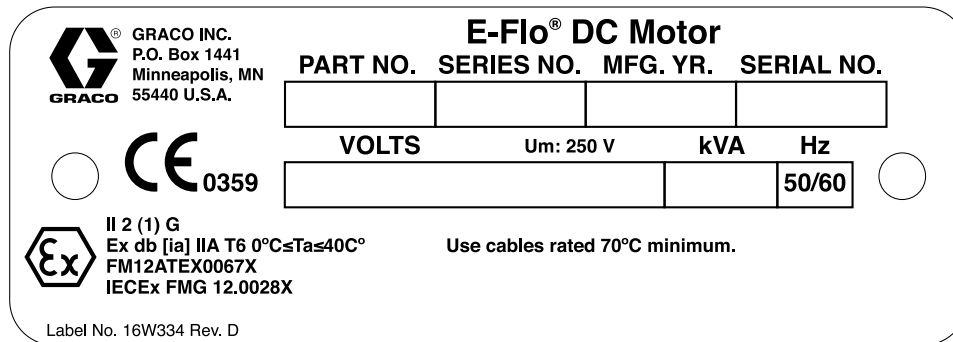 ® GRACO INC.
P.O. Box 1441
Minneapolis, MN
55440 U.S.A.
GRACO
E-Flo® DC Motor
PART NO. SERIES NO. MFG. YR. SERIAL NO.
VOLTS Um: 250 V kVA Hz
50/60
CE 0359
II 2 (1) G
Ex db [ia] IIA T6 0°C≤Ta≤40C°
FM12ATEX0067X
IECEx FMG 12.0028X
Ex
Use cables rated 70°C minimum.
Label No. 16W334 Rev. D